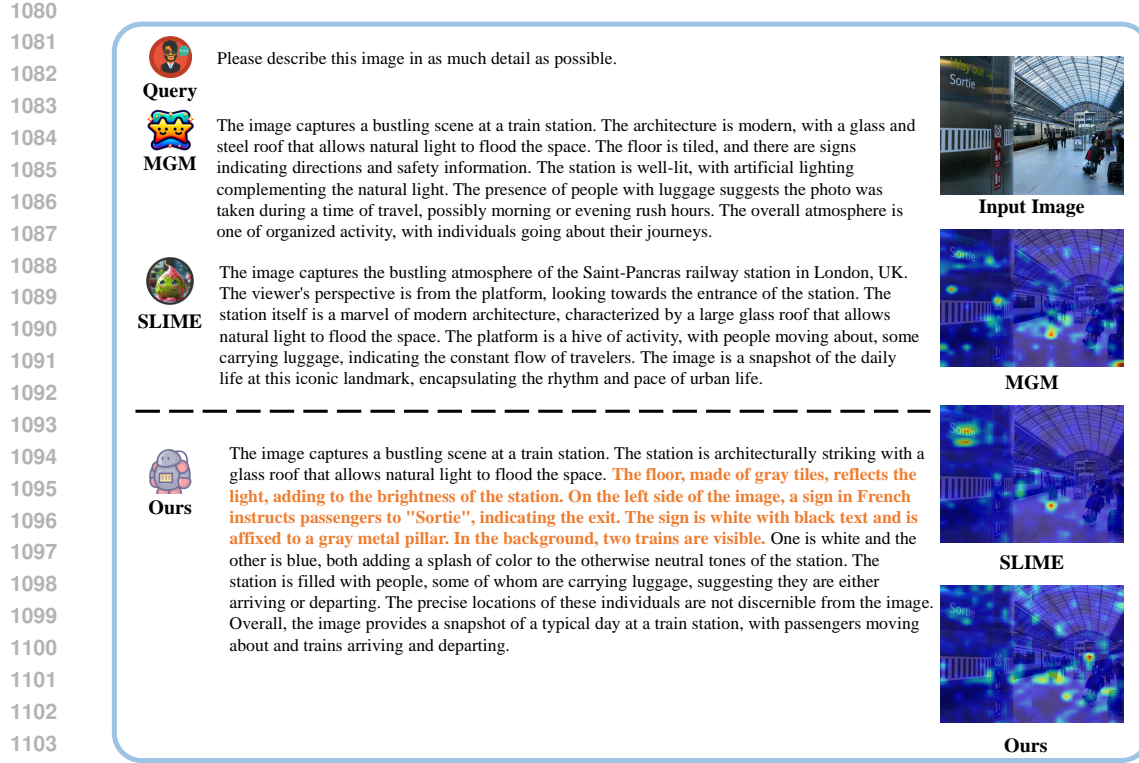 1080
1081
1082
1083
1084
1085
1086
1087
1088
1089
1090
1091
1092
1093
1094
1095
1096
1097
1098
1099
1100
1101
1102
1103
Query
Please describe this image in as much detail as possible.
MGM
The image captures a bustling scene at a train station. The architecture is modern, with a glass and
steel roof that allows natural light to flood the space. The floor is tiled, and there are signs
indicating directions and safety information. The station is well-lit, with artificial lighting
complementing the natural light. The presence of people with luggage suggests the photo was
taken during a time of travel, possibly morning or evening rush hours. The overall atmosphere is
one of organized activity, with individuals going about their journeys.
SLIME
The image captures the bustling atmosphere of the Saint-Pancras railway station in London, UK.
The viewer's perspective is from the platform, looking towards the entrance of the station. The
station itself is a marvel of modern architecture, characterized by a large glass roof that allows
natural light to flood the space. The platform is a hive of activity, with people moving about, some
carrying luggage, indicating the constant flow of travelers. The image is a snapshot of the daily
life at this iconic landmark, encapsulating the rhythm and pace of urban life.
Ours
The image captures a bustling scene at a train station. The station is architecturally striking with a
glass roof that allows natural light to flood the space. The floor, made of gray tiles, reflects the
light, adding to the brightness of the station. On the left side of the image, a sign in French
instructs passengers to "Sortie", indicating the exit. The sign is white with black text and is
affixed to a gray metal pillar. In the background, two trains are visible. One is white and the
other is blue, both adding a splash of color to the otherwise neutral tones of the station. The
station is filled with people, some of whom are carrying luggage, suggesting they are either
arriving or departing. The precise locations of these individuals are not discernible from the image.
Overall, the image provides a snapshot of a typical day at a train station, with passengers moving
about and trains arriving and departing.
Way out
Sortie
Input Image
Sortie
MGM
Sortie
SLIME
Sortie
Ours